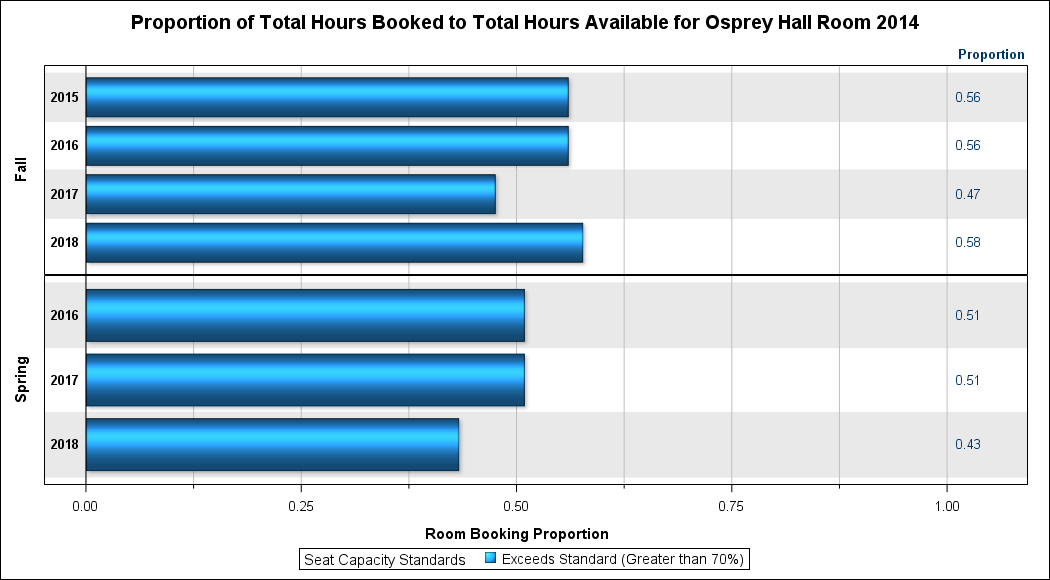 Proportion of Total Hours Booked to Total Hours Available for Osprey Hall Room 2014
Proportion
Fall
2015 0.56
2016 0.56
2017 0.47
2018 0.58
Spring
2016 0.51
2017 0.51
2018 0.43
0.00 0.25 0.50 0.75 1.00
Room Booking Proportion
Seat Capacity Standards Exceeds Standard (Greater than 70%)